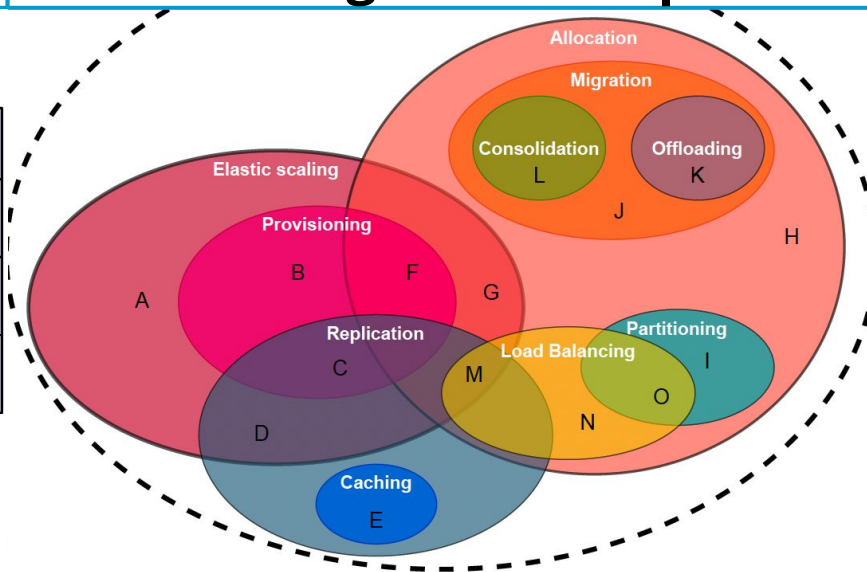 Allocation
Migration
Consolidation
Offloading
L
K
Elastic scaling
J
Provisioning
H
B
F
G
A
Replication
Partitioning
Load Balancing
I
C
M
O
N
D
Caching
E